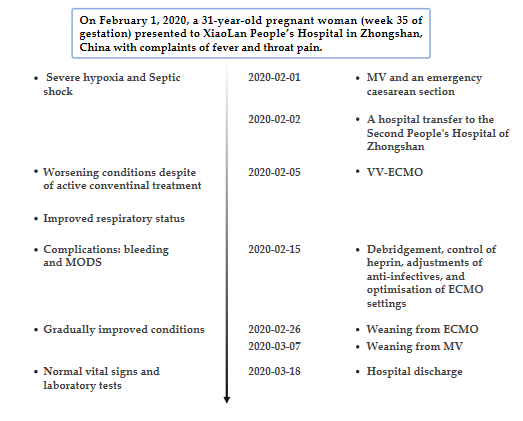 On February 1, 2020, a 31-year-old pregnant woman (week 35 of
gestation) presented to XiaoLan People's Hospital in Zhongshan,
China with complaints of fever and throat pain.
• Severe hypoxia and Septic
shock
2020-02-01
• MV and an emergency
caesarean section
2020-02-02
• A hospital transfer to the
Second People's Hospital of
Zhongshan
• Worsening conditions despite
of active conventinal treatment
2020-02-05
• VV-ECMO
• Improved respiratory status
• Complications: bleeding
and MODS
2020-02-15
• Debridgement, control of
heprin, adjustments of
anti-infectives, and
optimisation of ECMO
settings
• Gradually improved conditions
2020-02-26
• Weaning from ECMO
2020-03-07
• Weaning from MV
• Normal vital signs and
laboratory tests
2020-03-18
• Hospital discharge